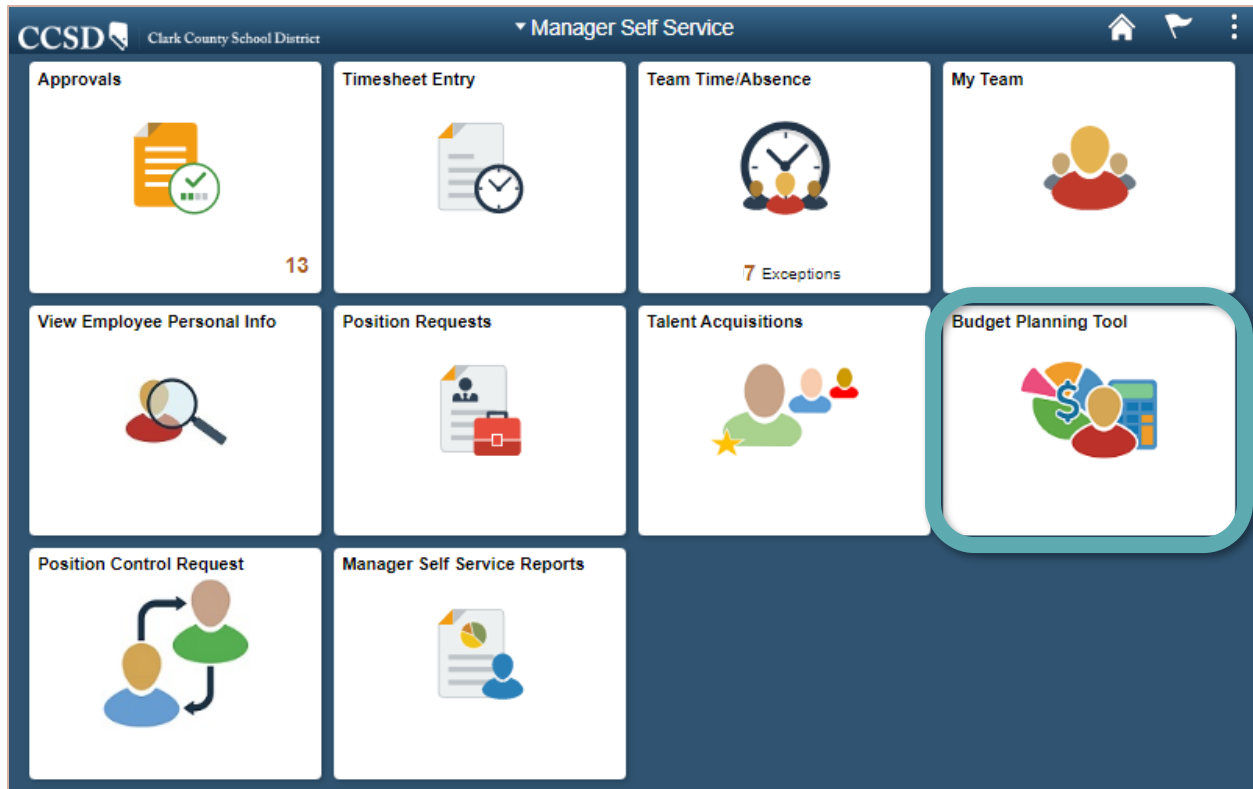 CCSD Clark County School District
Manager Self Service
Approvals
13
Timesheet Entry
Team Time/Absence
7 Exceptions
My Team
View Employee Personal Info
Position Requests
Talent Acquisitions
Budget Planning Tool
$
Position Control Request
Manager Self Service Reports